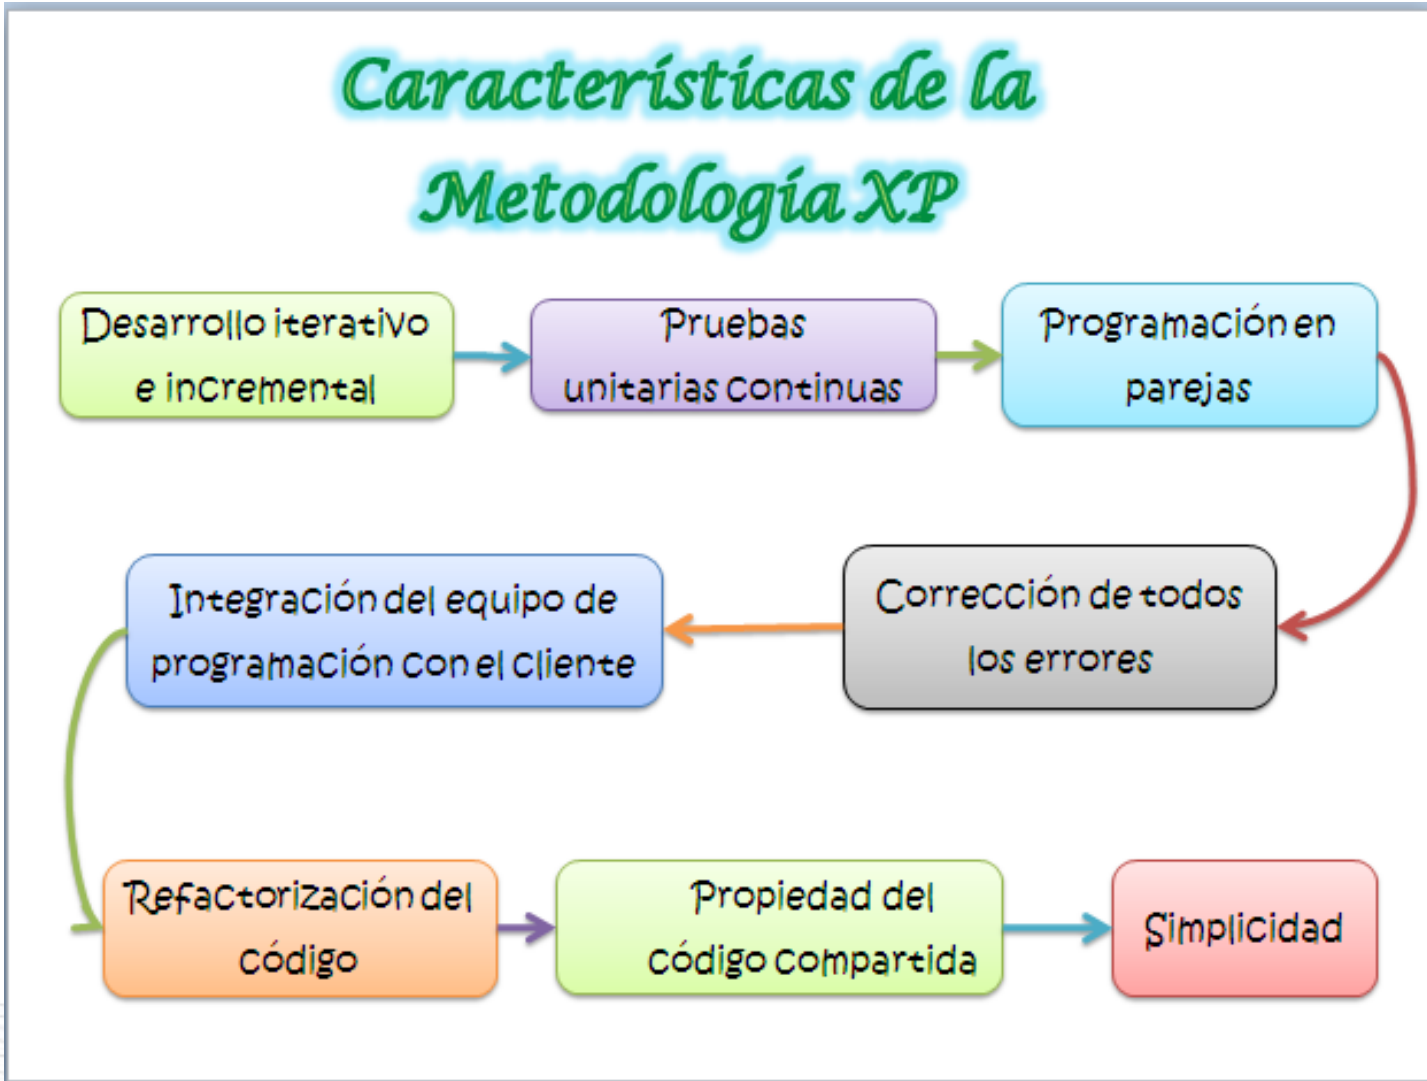 Características de la
Metodología XP
Desarrollo iterativo
e incremental
Pruebas
unitarias continuas
Programación en
parejas
Corrección de todos
los errores
Integración del equipo de
programación con el cliente
Refactorización del
código
Propiedad del
código compartida
Simplicidad